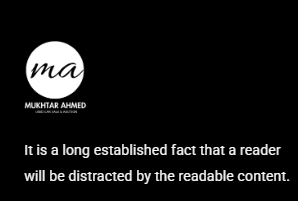 ma
MUKHTAR AHMED
It is a long established fact that a reader
will be distracted by the readable content.